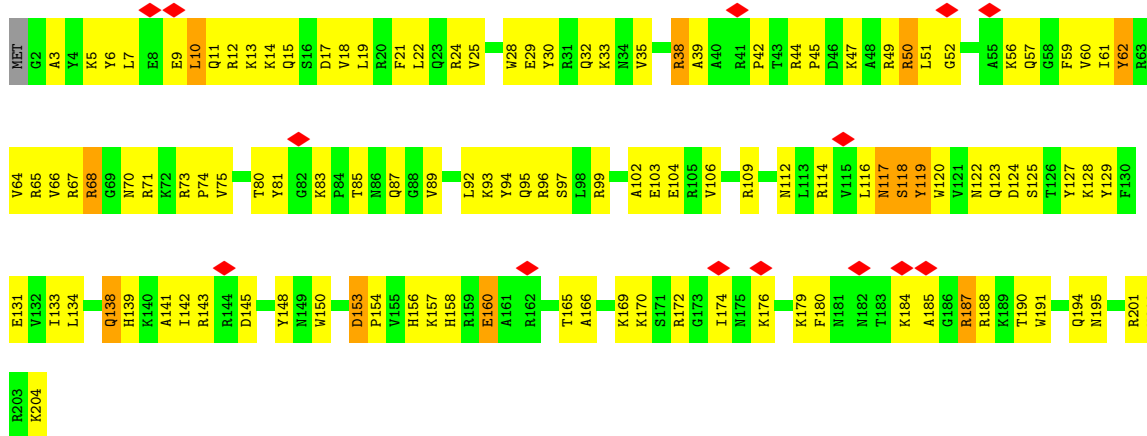 MET G2 A3 Y4 K5 Y6 L7 E8 E9 L10 Q11 R12 K13 K14 Q15 S16 D17 V18 L19 R20 F21 L22 Q23 R24 V25 W28 E29 Y30 R31 Q32 K33 N34 V35 R38 A39 A40 R41 P42 T43 R44 P45 D46 K47 A48 R49 R50 L51 G52 A55 K56 Q57 G58 F59 V60 I61 Y62 R63
V64 R65 V66 R67 R68 G69 N70 R71 K72 R73 P74 V75 T80 Y81 G82 K83 P84 T85 N86 Q87 G88 V89 L92 K93 Y94 Q95 R96 S97 L98 R99 A102 E103 E104 R105 V106 R109 N112 L113 R114 V115 L116 N117 S118 Y119 W120 V121 N122 Q123 D124 S125 T126 Y127 K128 Y129 F130
E131 V132 I133 L134 Q138 H139 K140 A141 I142 R143 R144 D145 Y148 N149 W150 D153 P154 V155 H156 K157 H158 R159 E160 A161 R162 T165 A166 K169 K170 S171 R172 G173 I174 N175 K176 K179 F180 N181 N182 T183 K184 A185 G186 R187 R188 K189 T190 W191 Q194 N195 R201
R203 K204